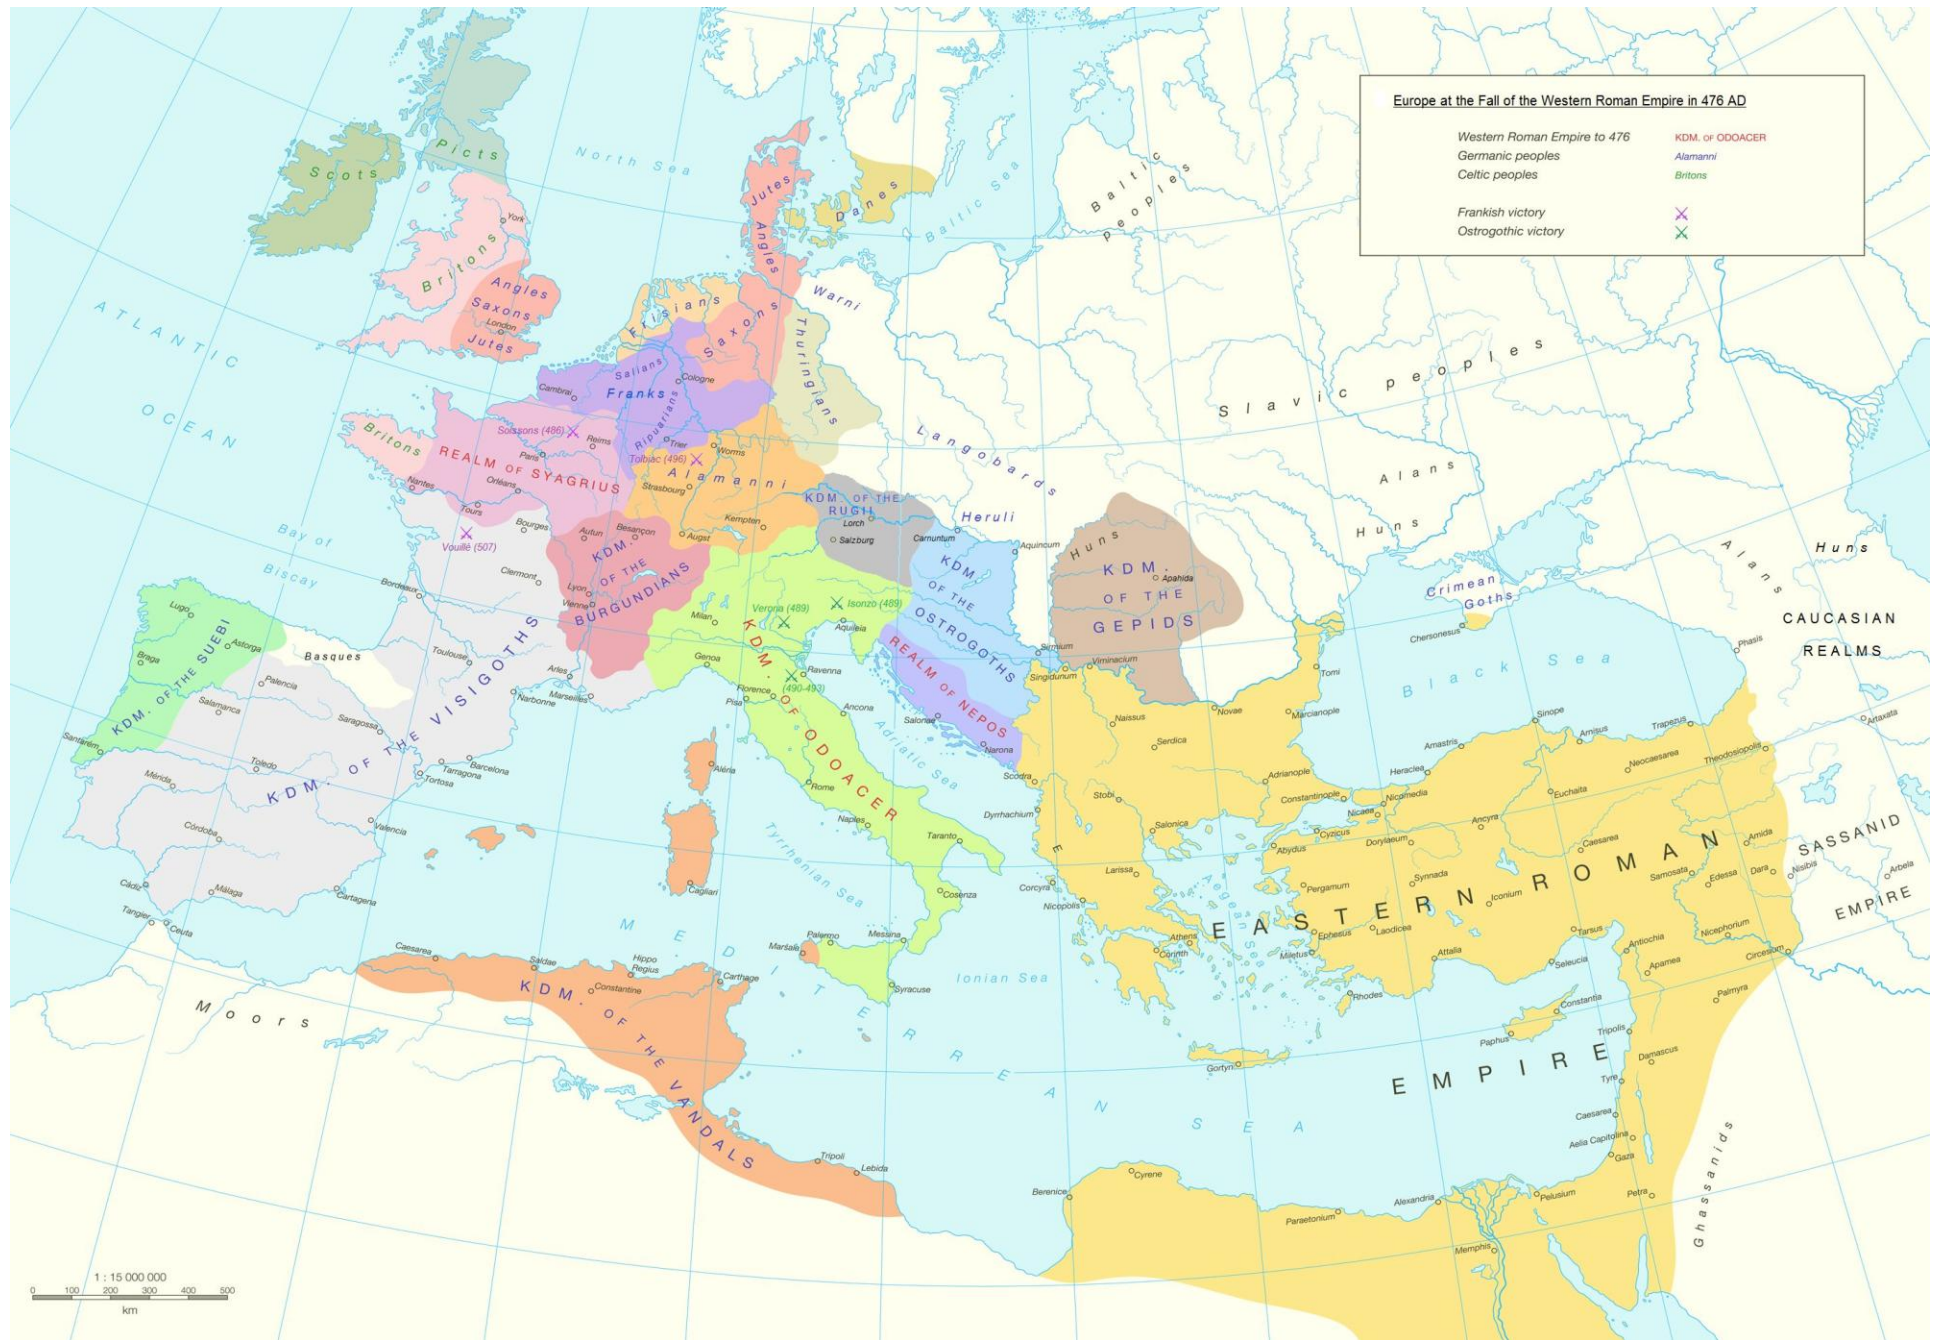 Europe at the Fall of the Western Roman Empire in 476 AD
Western Roman Empire to 476 KDM. OF ODOACER
Germanic peoples Alamanni
Celtic peoples Britons
Frankish victory
Ostrogothic victory
North Sea
Scots
Picts
York
Britons
Angles
Saxons
London
Jutes
Jutes
Angles
Danes
Baltic Sea
Baltic
peoples
ATLANTIC
OCEAN
Frisians
Saxons
Warni
Thuringians
Salians
Cologne
Cambrai
Franks
Ripuarians
Trier
Worms
Soissons (486)
Reims
Paris
Tolbiac (496)
Britons
REALM OF SYAGRIUS
Nantes
Orléans
Tours
Bourges
Vouillé (507)
Alamanni
Strasbourg
Kempten
Augst
Besançon
Autun
KDM.
OF THE
BURGUNDIANS
Lyon
Vienne
Clermont
Bordeaux
KDM. OF THE
RUGII
Lorch
Salzburg
Carnuntum
Langobards
Heruli
Aquincum
Slavic peoples
Alans
Huns
Huns
KDM.
OF THE
GEPIDS
Apahida
Alans
Huns
Crimean
Goths
Chersonesus
CAUCASIAN
REALMS
Phasis
Black Sea
Bay of
Biscay
Lugo
Astorga
Braga
KDM. OF THE SUEBI
Santarém
Basques
Palencia
Salamanca
Saragossa
Toulouse
Narbonne
Arles
Marseilles
KDM. OF THE VISIGOTHS
Toledo
Mérida
Barcelona
Tarragona
Tortosa
Valencia
Córdoba
Cádiz
Málaga
Cartagena
Tangier
Ceuta
Verona (489)
Isonzo (489)
Milan
Aquileia
Genoa
Ravenna
(490-493)
Florence
Pisa
Ancona
KDM. OF ODOACER
Rome
Naples
Taranto
Cosenza
Messina
Palermo
Marsala
Syracuse
KDM.
OF THE
OSTROGOTHS
REALM OF NEPOS
Salonae
Narona
Adriatic Sea
Tyrrhenian Sea
Ionian Sea
Aléria
Cagliari
Sirmium
Singidunum
Viminacium
Novae
Tomi
Marcianople
Naissus
Serdica
Scodra
Stobi
Adrianople
Dyrrhachium
Salonica
Constantinople
Heraclea
Nicomedia
Nicaea
Cyzicus
Abydus
Dorylaeum
Larissa
Corcyra
Nicopolis
Athens
Corinth
Aegean Sea
Pergamum
Ephesus
Miletus
Laodicea
Synnada
Iconium
Attalia
Rhodes
Gortyn
Amastris
Sinope
Amisus
Trapezus
Neocaesarea
Theodosiopolis
Euchaita
Ancyra
Caesarea
Artaxata
Amida
Samosata
Edessa
Dara
Nisibis
Arbela
SASSANID
EMPIRE
Nicephorium
Circesium
Tarsus
Seleucia
Antiochia
Apamea
Palmyra
Constantia
Paphus
Tripolis
Damascus
Tyre
Caesarea
Aelia Capitolina
Gaza
Petra
EASTERN ROMAN
EMPIRE
E
Ghassanids
MEDITERRANEAN SEA
Moors
Caesarea
Saldae
Hippo
Regius
Constantine
Carthage
KDM. OF THE VANDALS
Tripoli
Lebida
Berenice
Cyrene
Paraetonium
Alexandria
Pelusium
Memphis
1 : 15 000 000
0 100 200 300 400 500
km